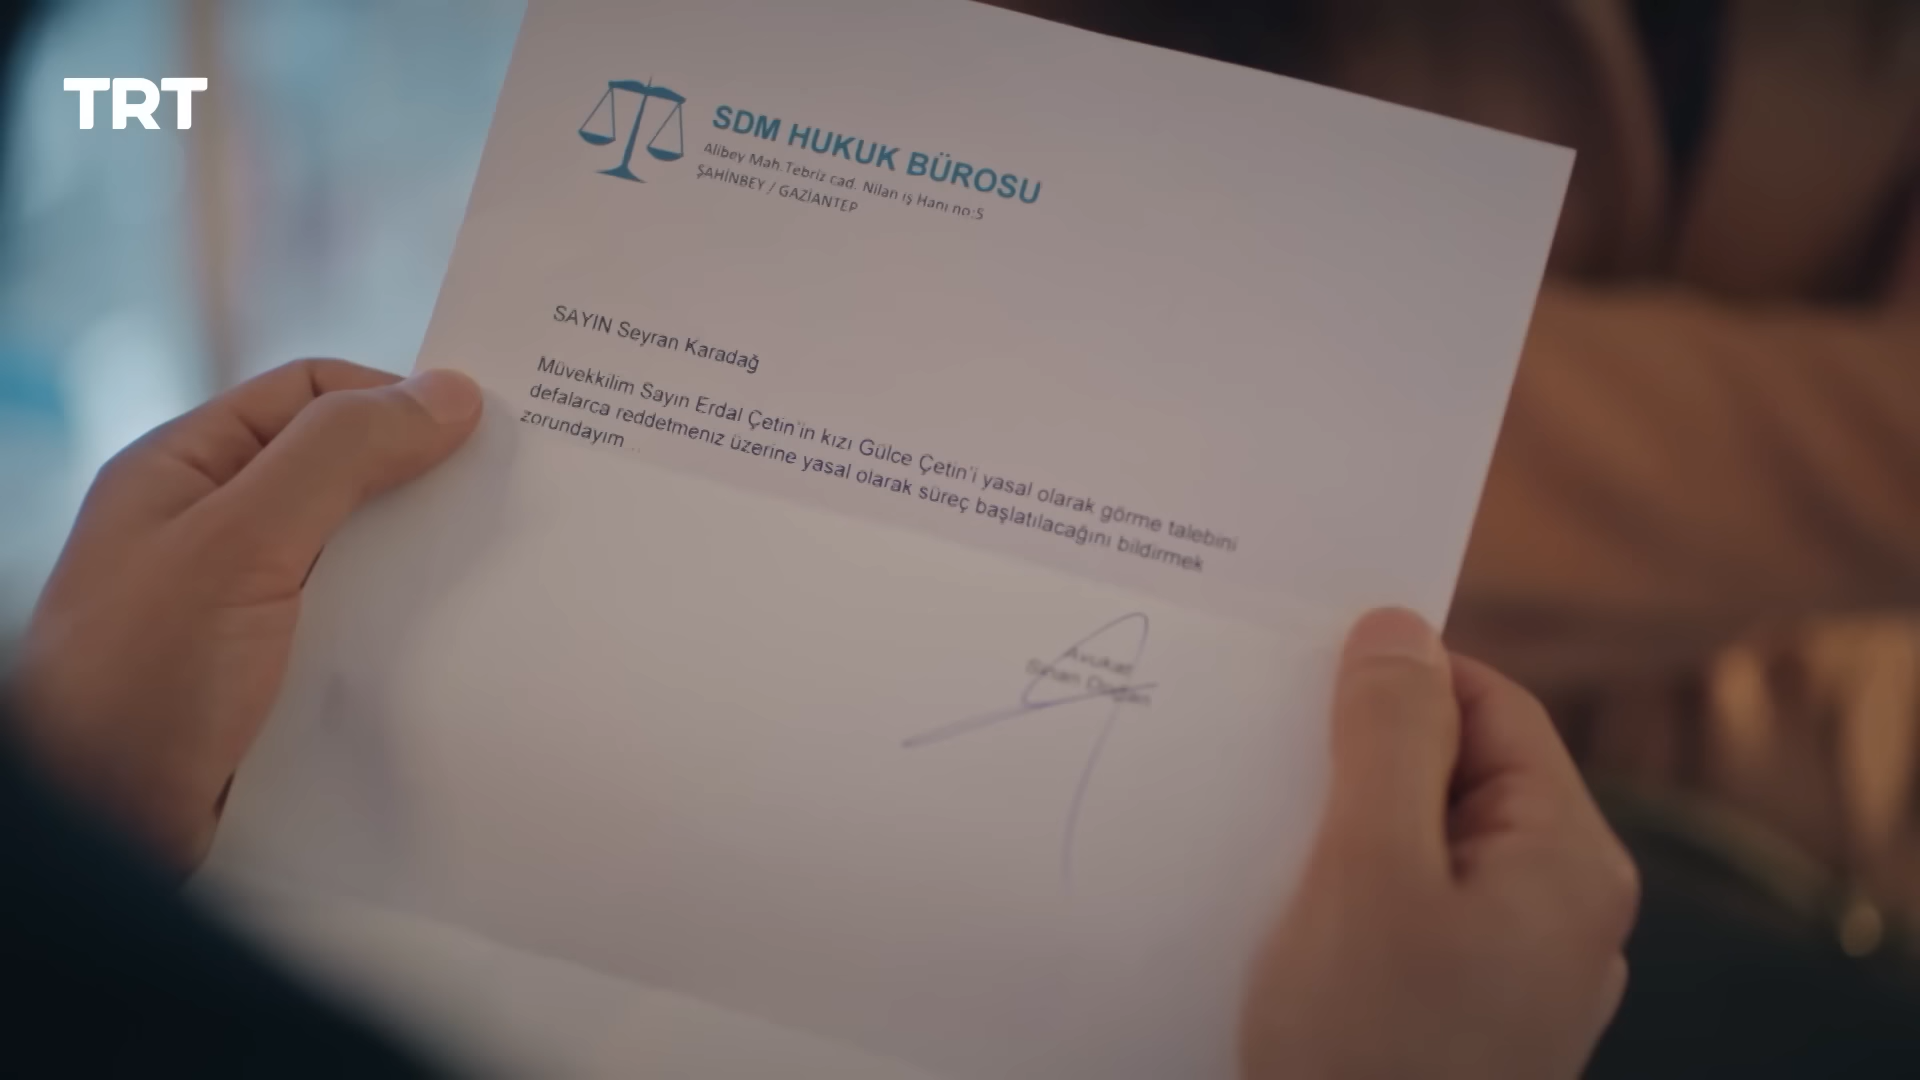 TRT
SDM HUKUK BÜROSU
Alibey Mah.Tebriz cad. Nilan iş Hanı no:5
ŞAHİNBEY / GAZİANTEP
SAYIN Seyran Karadağ
Müvekkilim Sayın Erdal Çetin'in kızı Gülce Çetin'i yasal olarak görme talebini
defalarca reddetmeniz üzerine yasal olarak süreç başlatılacağını bildirmek
zorundayım...
Avukat